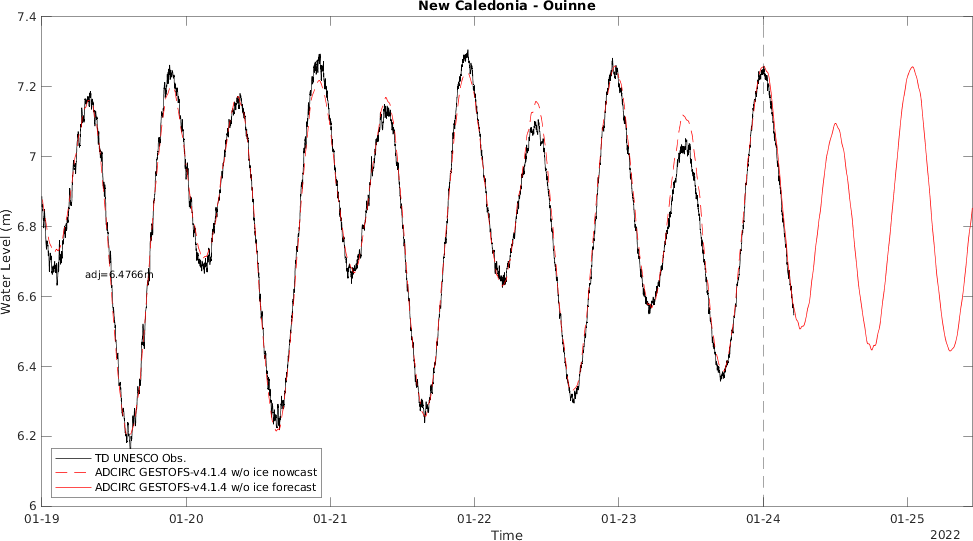 New Caledonia - Ouinne
7.4
7.2
7
6.8
6.6
6.4
6.2
6
Water Level (m)
adj=6.4766m
TD UNESCO Obs.
ADCIRC GESTOFS-v4.1.4 w/o ice nowcast
ADCIRC GESTOFS-v4.1.4 w/o ice forecast
01-19 01-20 01-21 01-22 01-23 01-24 01-25
Time
2022